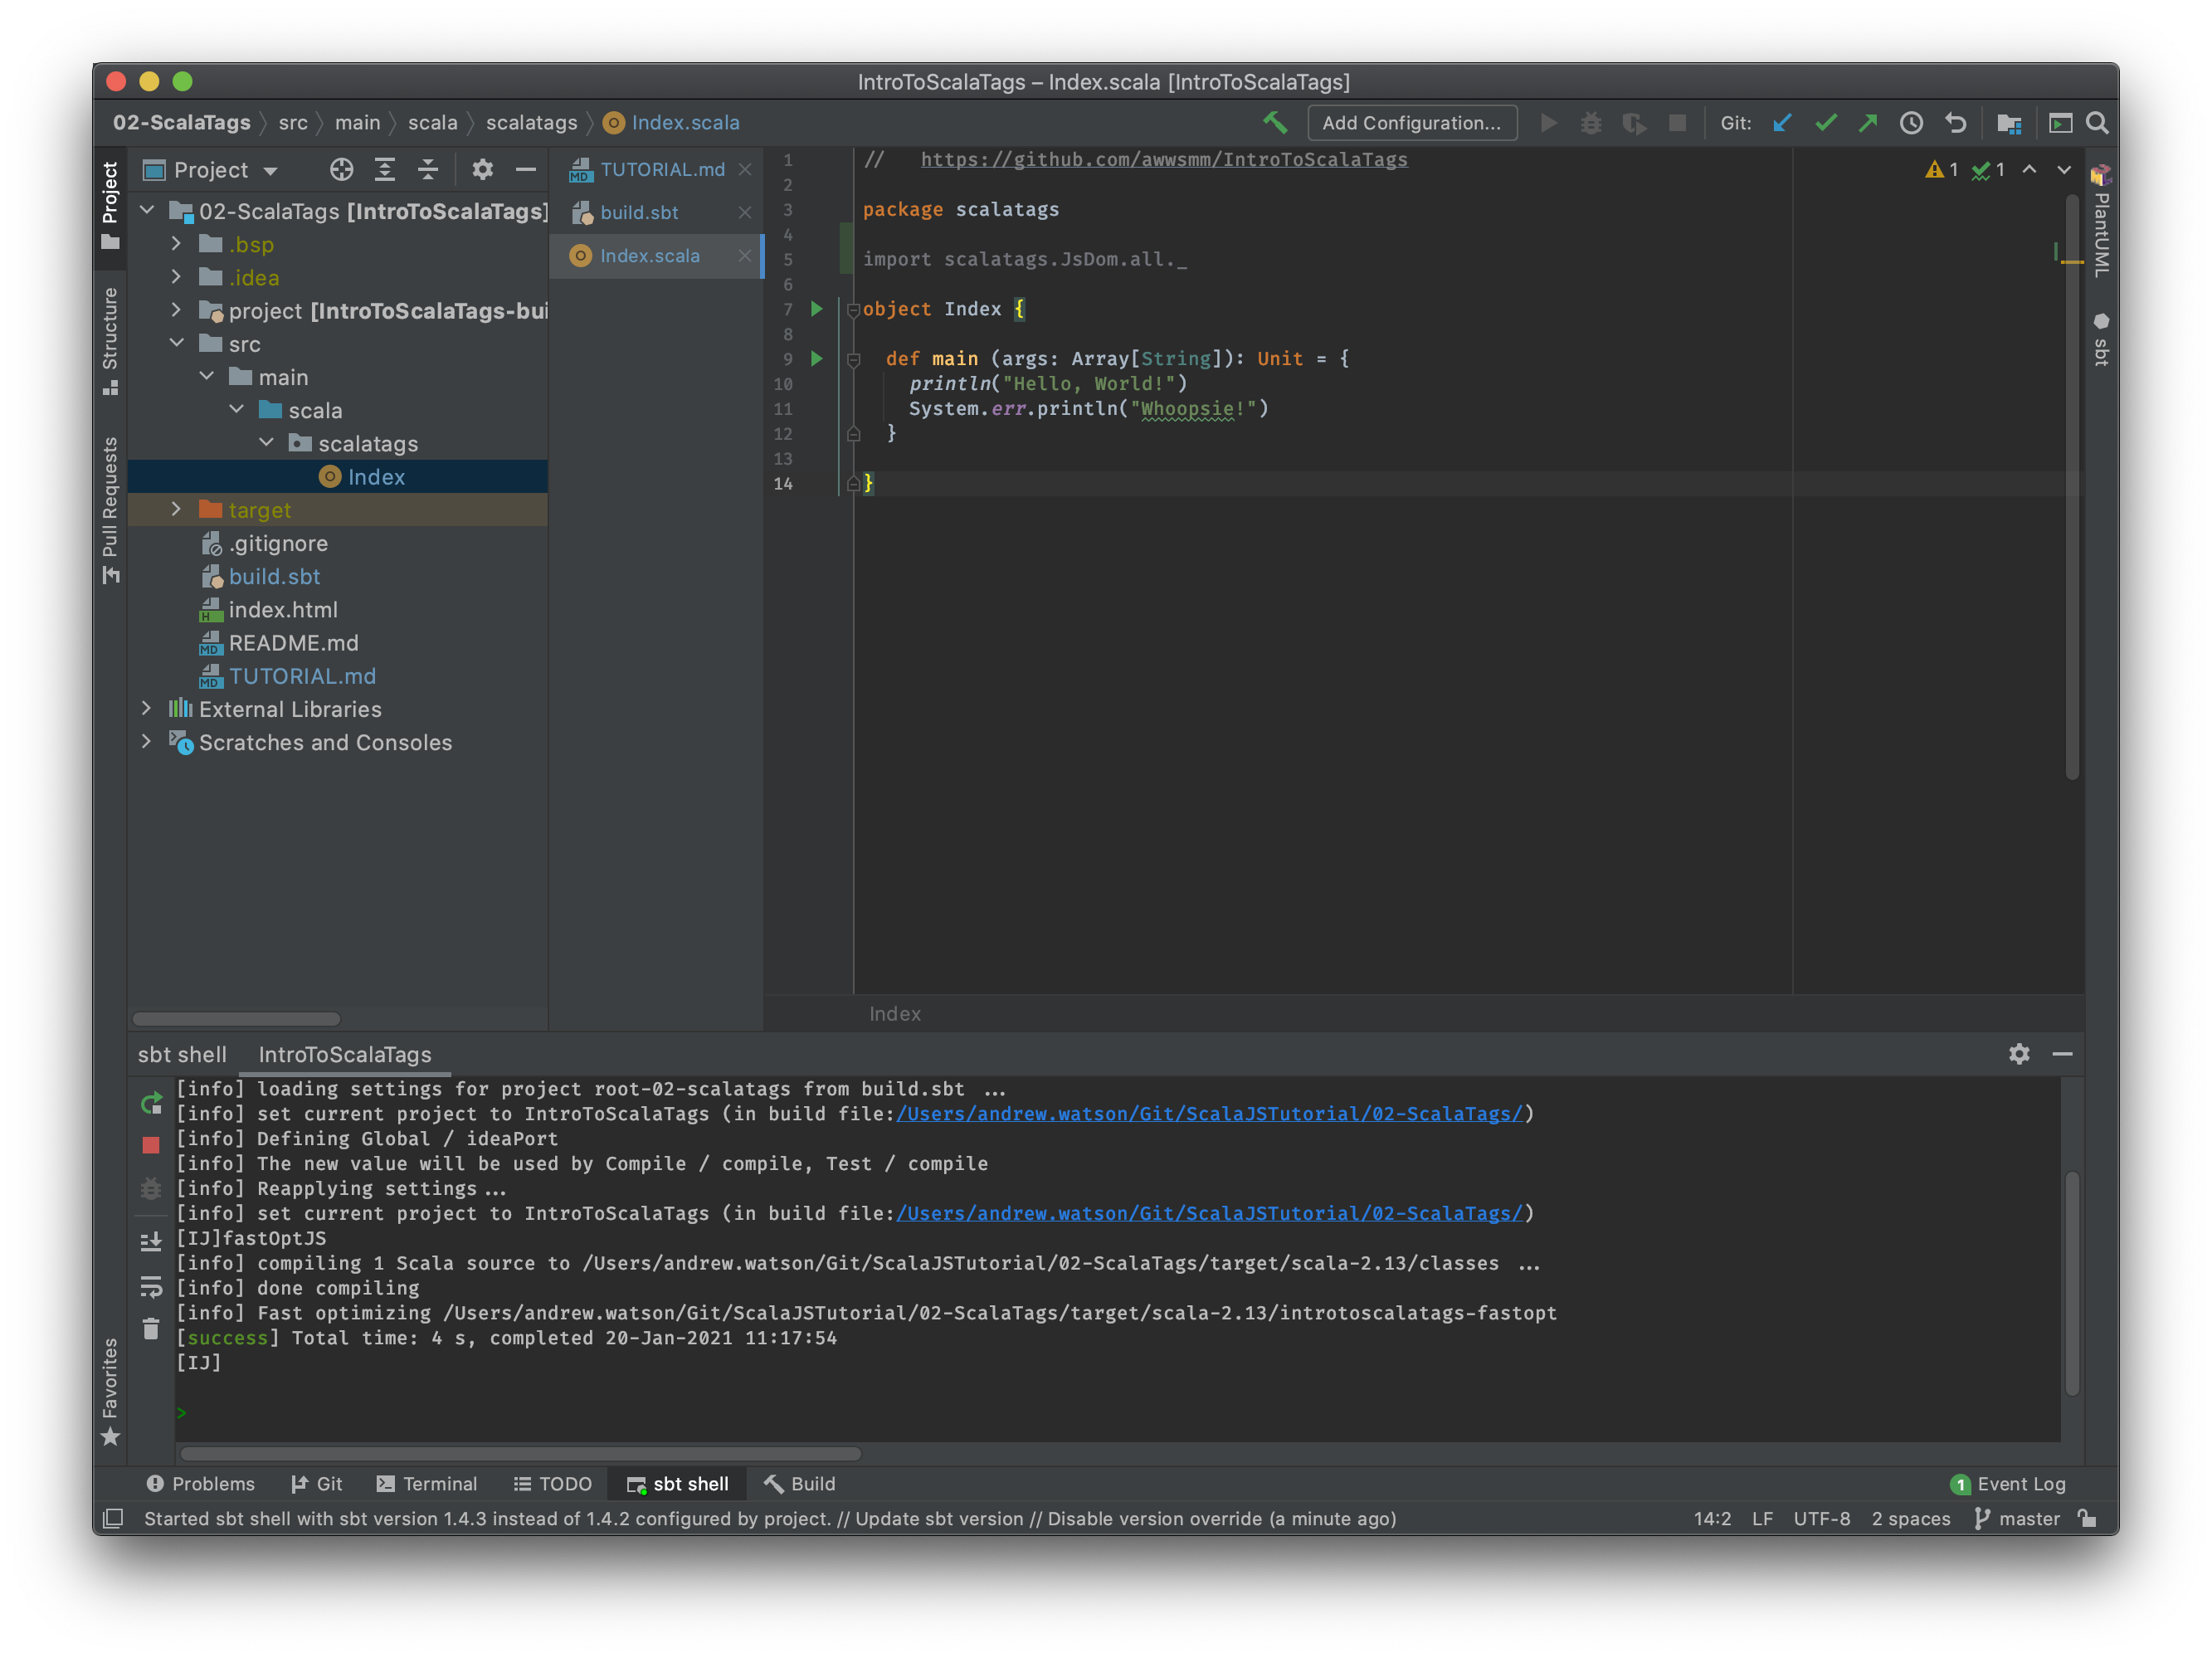 IntroToScalaTags – Index.scala [IntroToScalaTags]
02-ScalaTags src main scala scalatags Index.scala
Add Configuration... Git:
Project
Structure
Pull Requests
Favorites
Project
02-ScalaTags [IntroToScalaTags]
.bsp
.idea
project [IntroToScalaTags-bui
src
main
scala
scalatags
Index
target
.gitignore
build.sbt
index.html
README.md
TUTORIAL.md
External Libraries
Scratches and Consoles
TUTORIAL.md
build.sbt
Index.scala
1 // https://github.com/awwsmm/IntroToScalaTags
2
3 package scalatags
4
5 import scalatags.JsDom.all._
6
7 object Index {
8
9 def main (args: Array[String]): Unit = {
10 println("Hello, World!")
11 System.err.println("Whoopsie!")
12 }
13
14 }
1 1
PlantUML
sbt
Index
sbt shell IntroToScalaTags
[info] loading settings for project root-02-scalatags from build.sbt ...
[info] set current project to IntroToScalaTags (in build file:/Users/andrew.watson/Git/ScalaJSTutorial/02-ScalaTags/)
[info] Defining Global / ideaPort
[info] The new value will be used by Compile / compile, Test / compile
[info] Reapplying settings...
[info] set current project to IntroToScalaTags (in build file:/Users/andrew.watson/Git/ScalaJSTutorial/02-ScalaTags/)
[IJ]fastOptJS
[info] compiling 1 Scala source to /Users/andrew.watson/Git/ScalaJSTutorial/02-ScalaTags/target/scala-2.13/classes ...
[info] done compiling
[info] Fast optimizing /Users/andrew.watson/Git/ScalaJSTutorial/02-ScalaTags/target/scala-2.13/introtoscalatags-fastopt
[success] Total time: 4 s, completed 20-Jan-2021 11:17:54
[IJ]
>
Problems Git Terminal TODO sbt shell Build 1 Event Log
Started sbt shell with sbt version 1.4.3 instead of 1.4.2 configured by project. // Update sbt version // Disable version override (a minute ago) 14:2 LF UTF-8 2 spaces master